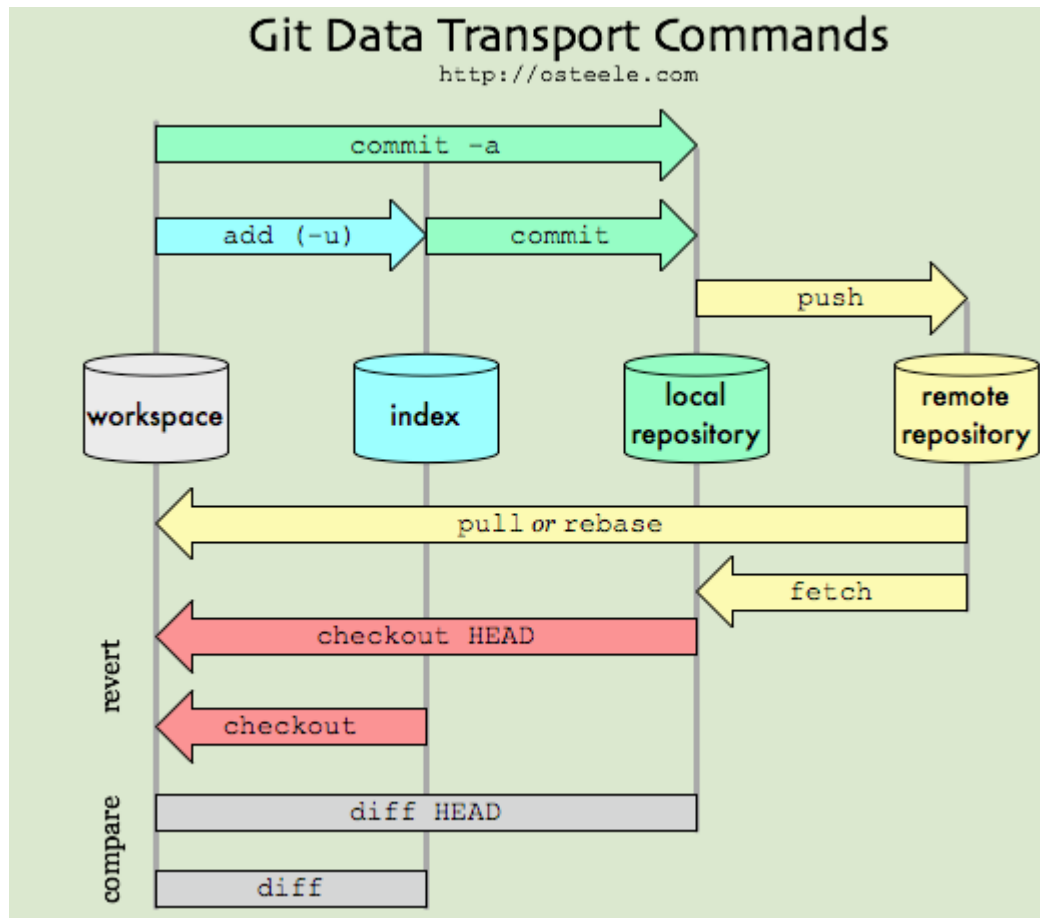 Git Data Transport Commands
http://osteele.com
commit -a
add (-u)
commit
push
workspace
index
local
repository
remote
repository
pull or rebase
fetch
revert
checkout HEAD
checkout
compare
diff HEAD
diff